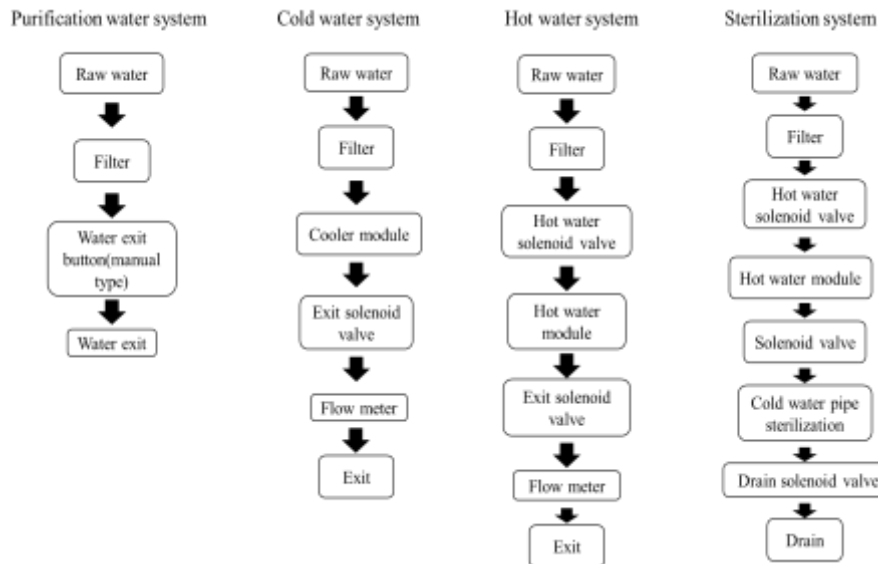 Purification water system
Raw water
Filter
Water exit
button(manual
type)
Water exit
Cold water system
Raw water
Filter
Cooler module
Exit solenoid
valve
Flow meter
Exit
Hot water system
Raw water
Filter
Hot water
solenoid valve
Hot water
module
Exit solenoid
valve
Flow meter
Exit
Sterilization system
Raw water
Filter
Hot water
solenoid valve
Hot water module
Solenoid valve
Cold water pipe
sterilization
Drain solenoid valve
Drain